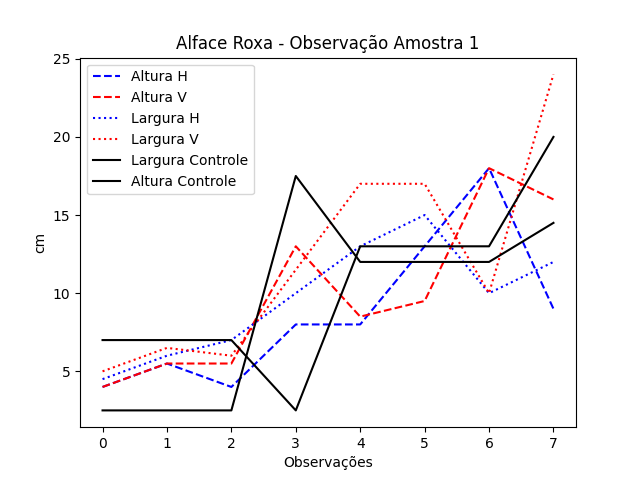 Alface Roxa - Observação Amostra 1
25
20
15
10
5
cm
Altura H
Altura V
Largura H
Largura V
Largura Controle
Altura Controle
0 1 2 3 4 5 6 7
Observações